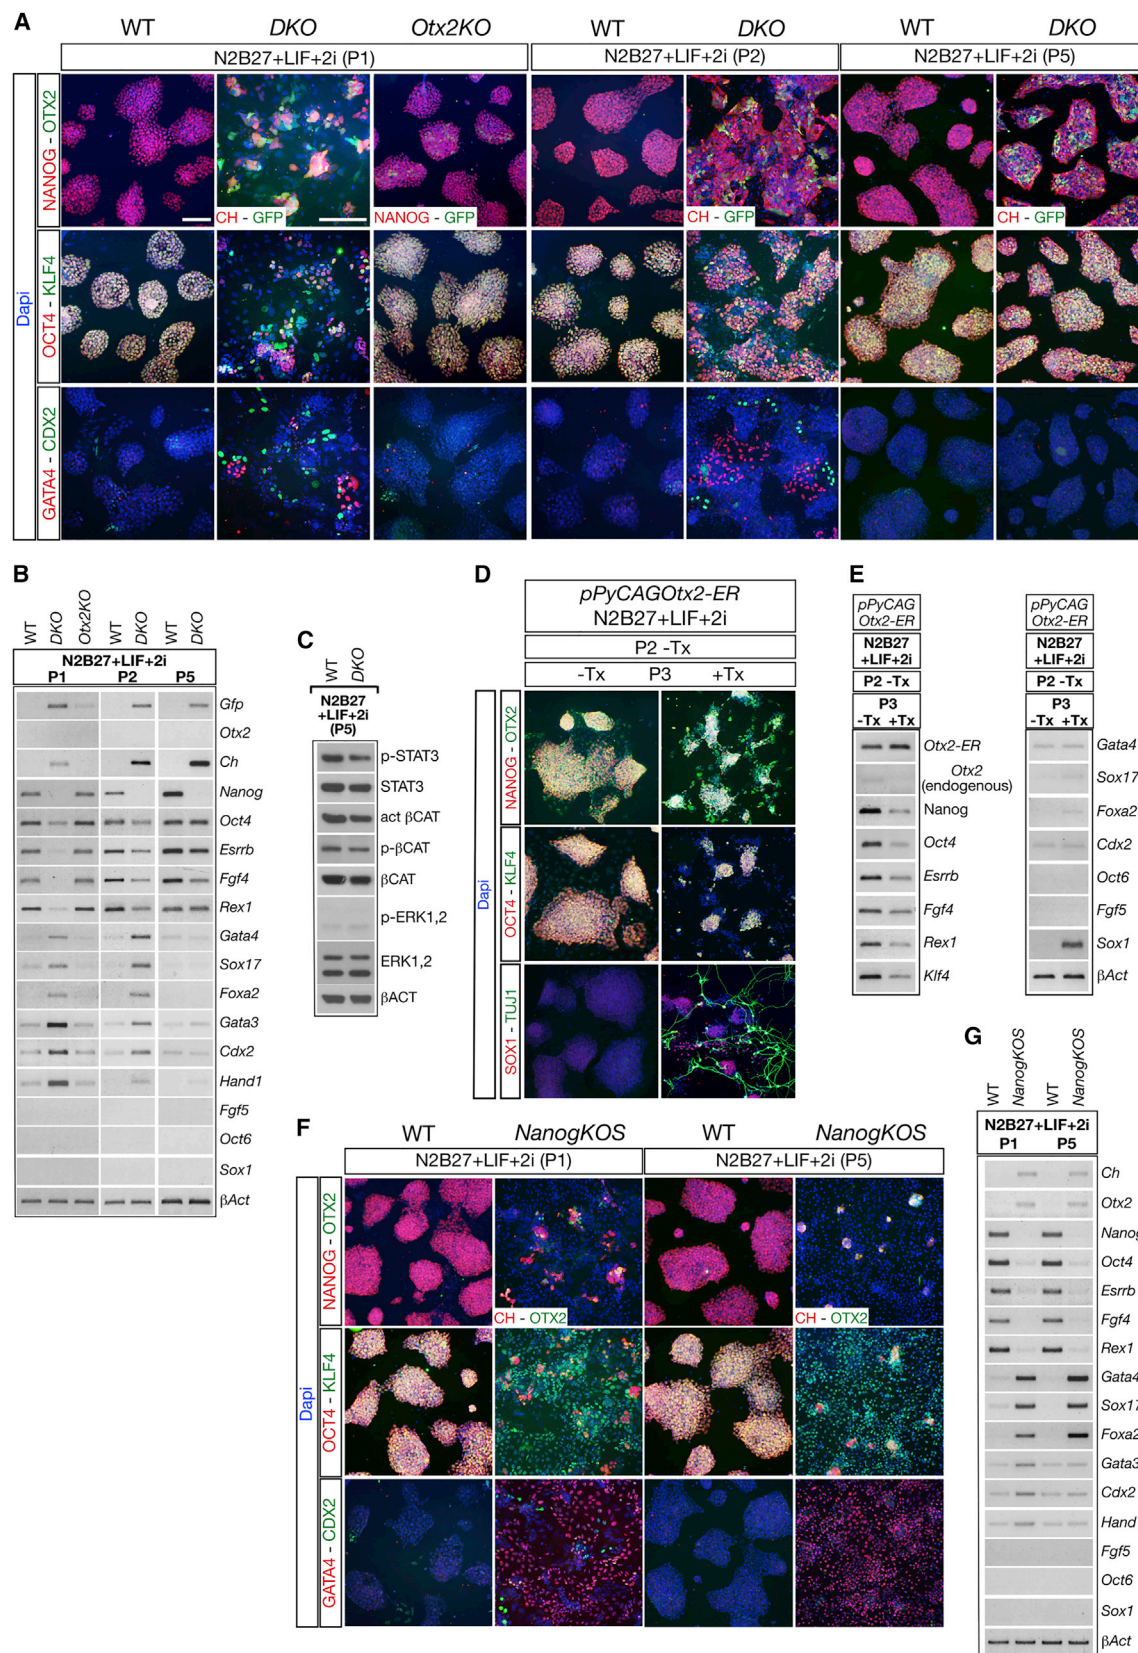 A
WT DKO Otx2KO WT DKO WT DKO
N2B27+LIF+2i (P1) N2B27+LIF+2i (P2) N2B27+LIF+2i (P5)
Dapi
NANOG - OTX2
CH - GFP NANOG - GFP CH - GFP CH - GFP
OCT4 - KLF4
GATA4 - CDX2
B
WT DKO Otx2KO WT DKO WT DKO
N2B27+LIF+2i
P1 P2 P5
Gfp
Otx2
Ch
Nanog
Oct4
Esrrb
Fgf4
Rex1
Gata4
Sox17
Foxa2
Gata3
Cdx2
Hand1
Fgf5
Oct6
Sox1
βAct
C
WT DKO
N2B27
+LIF+2i
(P5)
p-STAT3
STAT3
act βCAT
p-βCAT
βCAT
p-ERK1,2
ERK1,2
βACT
D
pPyCAGOtx2-ER
N2B27+LIF+2i
P2 -Tx
-Tx P3 +Tx
Dapi
NANOG - OTX2
OCT4 - KLF4
SOX1 - TUJ1
E
pPyCAG
Otx2-ER
N2B27
+LIF+2i
P2 -Tx
P3
-Tx +Tx
Otx2-ER
Otx2
(endogenous)
Nanog
Oct4
Esrrb
Fgf4
Rex1
Klf4
pPyCAG
Otx2-ER
N2B27
+LIF+2i
P2 -Tx
P3
-Tx +Tx
Gata4
Sox17
Foxa2
Cdx2
Oct6
Fgf5
Sox1
βAct
F
WT NanogKOS WT NanogKOS
N2B27+LIF+2i (P1) N2B27+LIF+2i (P5)
Dapi
NANOG - OTX2
CH - OTX2 CH - OTX2
OCT4 - KLF4
GATA4 - CDX2
G
WT NanogKOS WT NanogKOS
N2B27+LIF+2i
P1 P5
Ch
Otx2
Nanog
Oct4
Esrrb
Fgf4
Rex1
Gata4
Sox17
Foxa2
Gata3
Cdx2
Hand
Fgf5
Oct6
Sox1
βAct